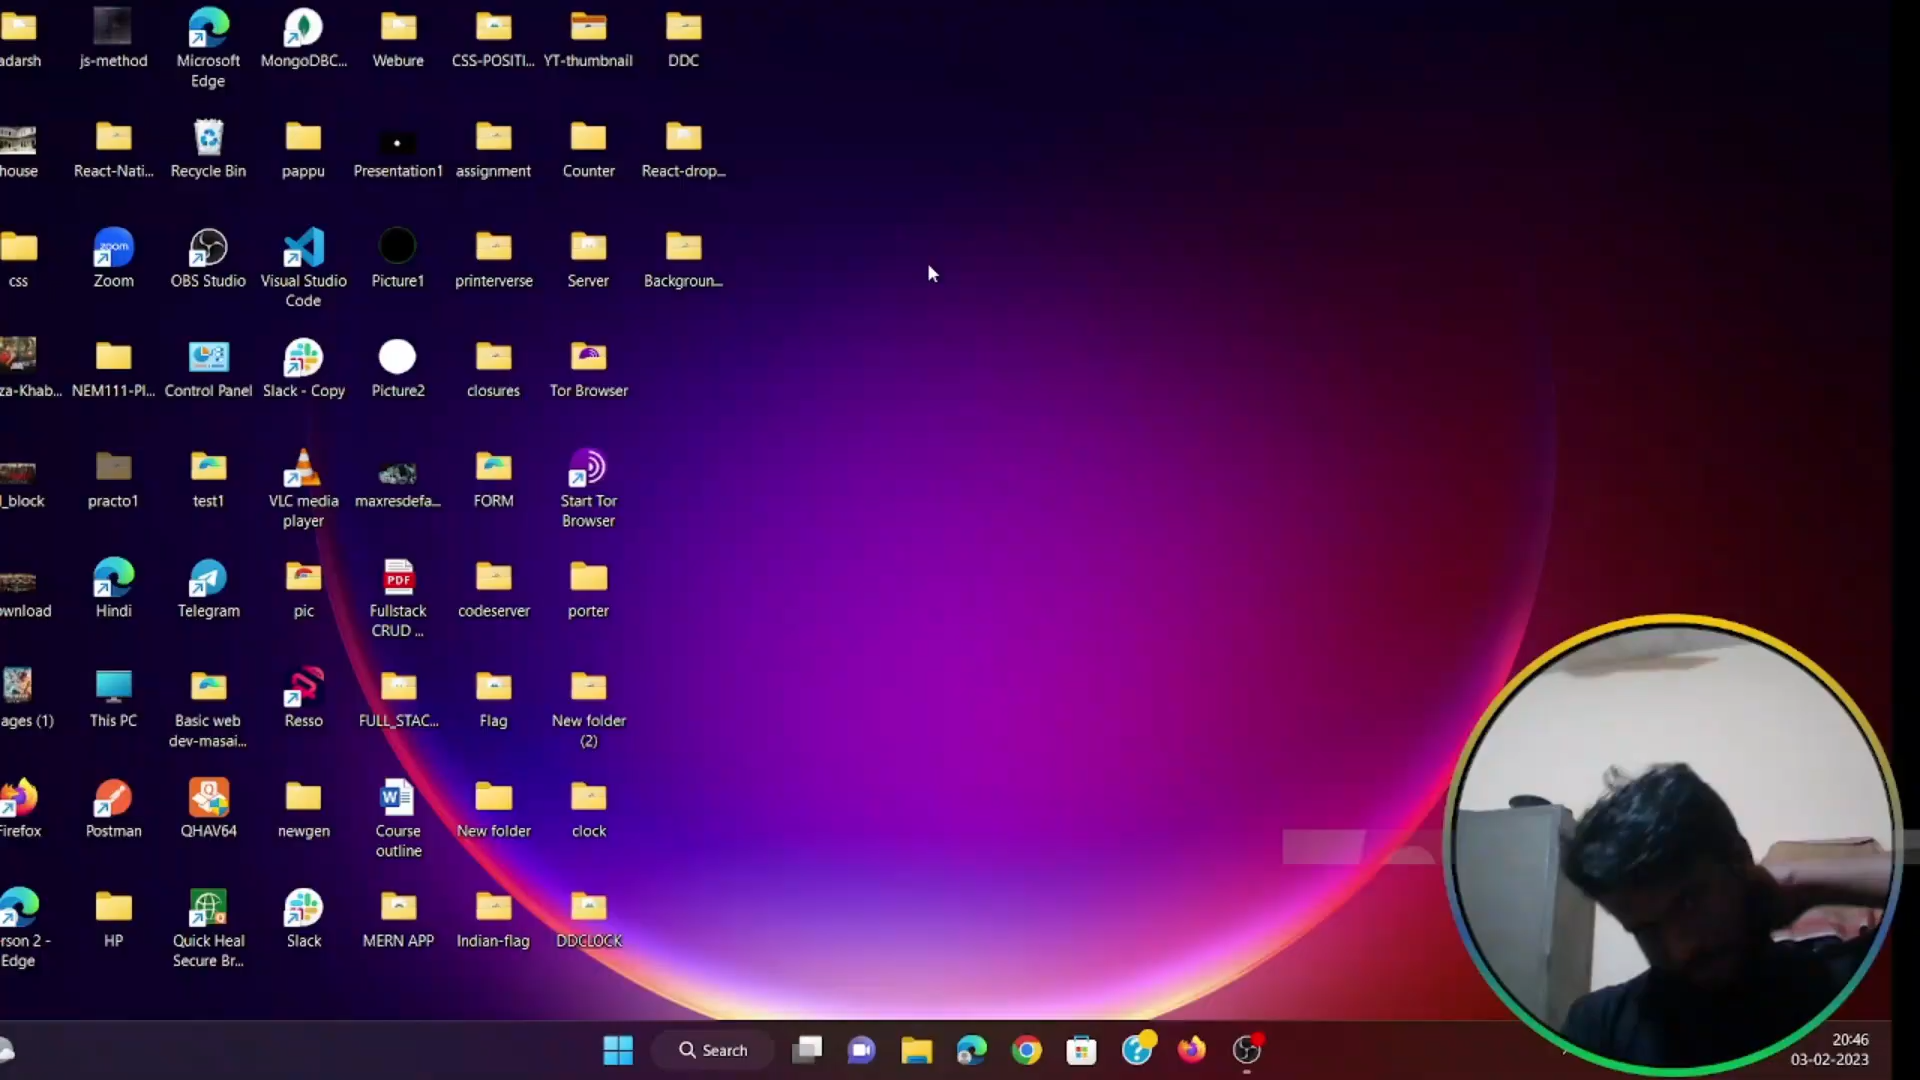 adarsh
js-method
Microsoft
Edge
MongoDBC...
Webure
CSS-POSITI...
YT-thumbnail
DDC
house
React-Nati...
Recycle Bin
pappu
Presentation1
assignment
Counter
React-drop...
css
zoom
Zoom
OBS Studio
Visual Studio
Code
Picture1
printerverse
Server
Backgroun...
za-Khab...
NEM111-Pl...
Control Panel
Slack - Copy
Picture2
closures
Tor Browser
_block
practo1
test1
VLC media
player
maxresdefa...
FORM
Start Tor
Browser
ownload
Hindi
Telegram
pic
PDF
Fullstack
CRUD ...
codeserver
porter
ages (1)
This PC
Basic web
dev-masai...
Resso
FULL_STAC...
Flag
New folder
(2)
Firefox
Postman
QHAV64
newgen
W
Course
outline
New folder
clock
rson 2 -
Edge
HP
Quick Heal
Secure Br...
Slack
MERN APP
Indian-flag
DDCLOCK
Search
20:46
03-02-2023